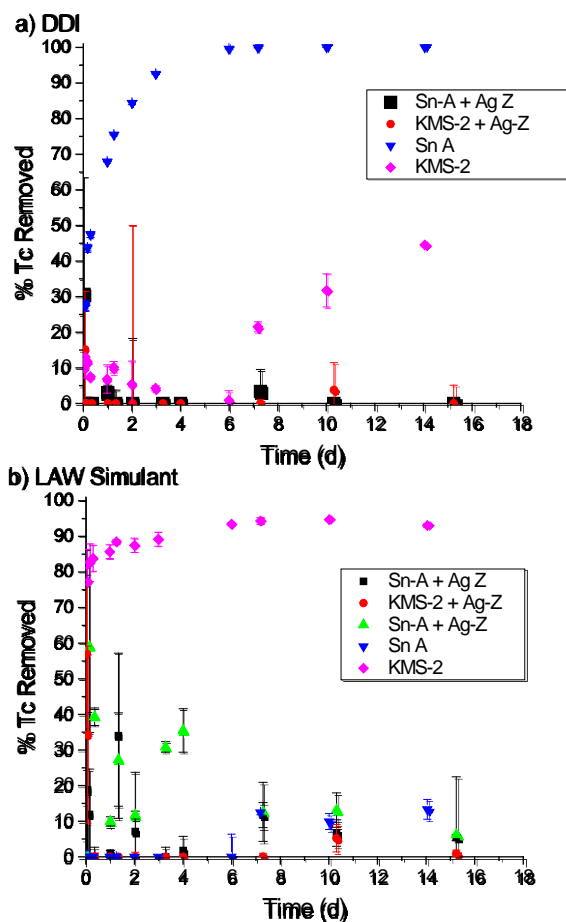 a) DDI
100
90
80
70
60
50
40
30
20
10
0
% Tc Removed
Sn-A + Ag Z
KMS-2 + Ag-Z
Sn A
KMS-2
0 2 4 6 8 10 12 14 16 18
Time (d)
b) LAW Simulant
100
90
80
70
60
50
40
30
20
10
0
% Tc Removed
Sn-A + Ag Z
KMS-2 + Ag-Z
Sn-A + Ag-Z
Sn A
KMS-2
0 2 4 6 8 10 12 14 16 18
Time (d)